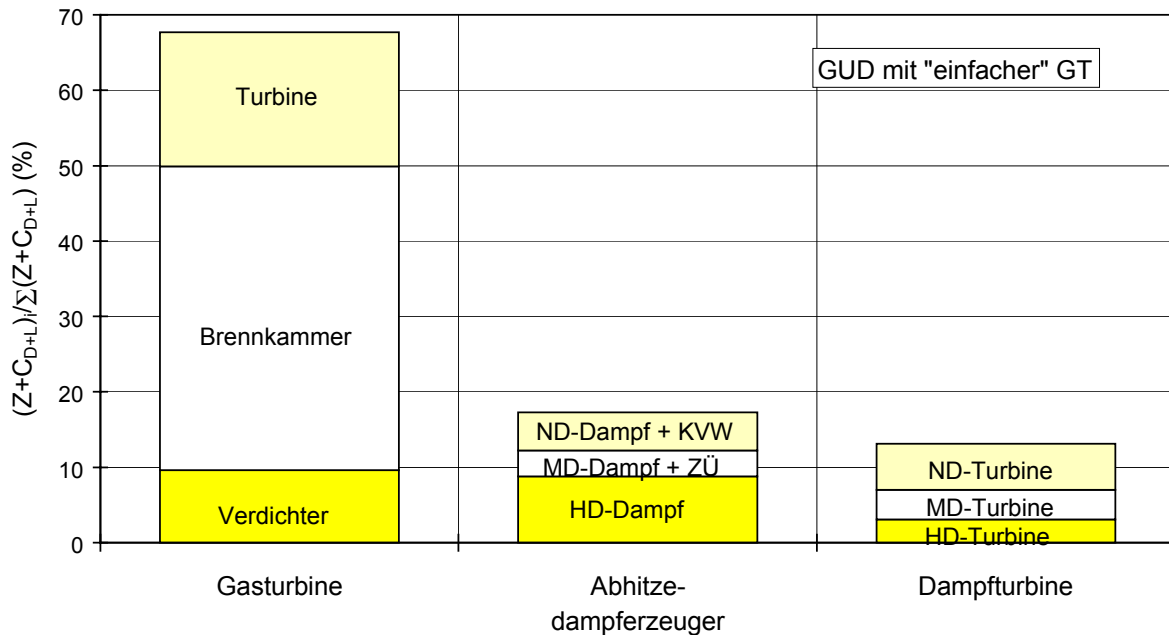 70
60
50
40
30
20
10
0
(Z+C_{D+L})_i/Σ(Z+C_{D+L}) (%)
GUD mit "einfacher" GT
Turbine
Brennkammer
Verdichter
ND-Dampf + KVW
MD-Dampf + ZÜ
HD-Dampf
ND-Turbine
MD-Turbine
HD-Turbine
Gasturbine
Abhitze-
dampferzeuger
Dampfturbine